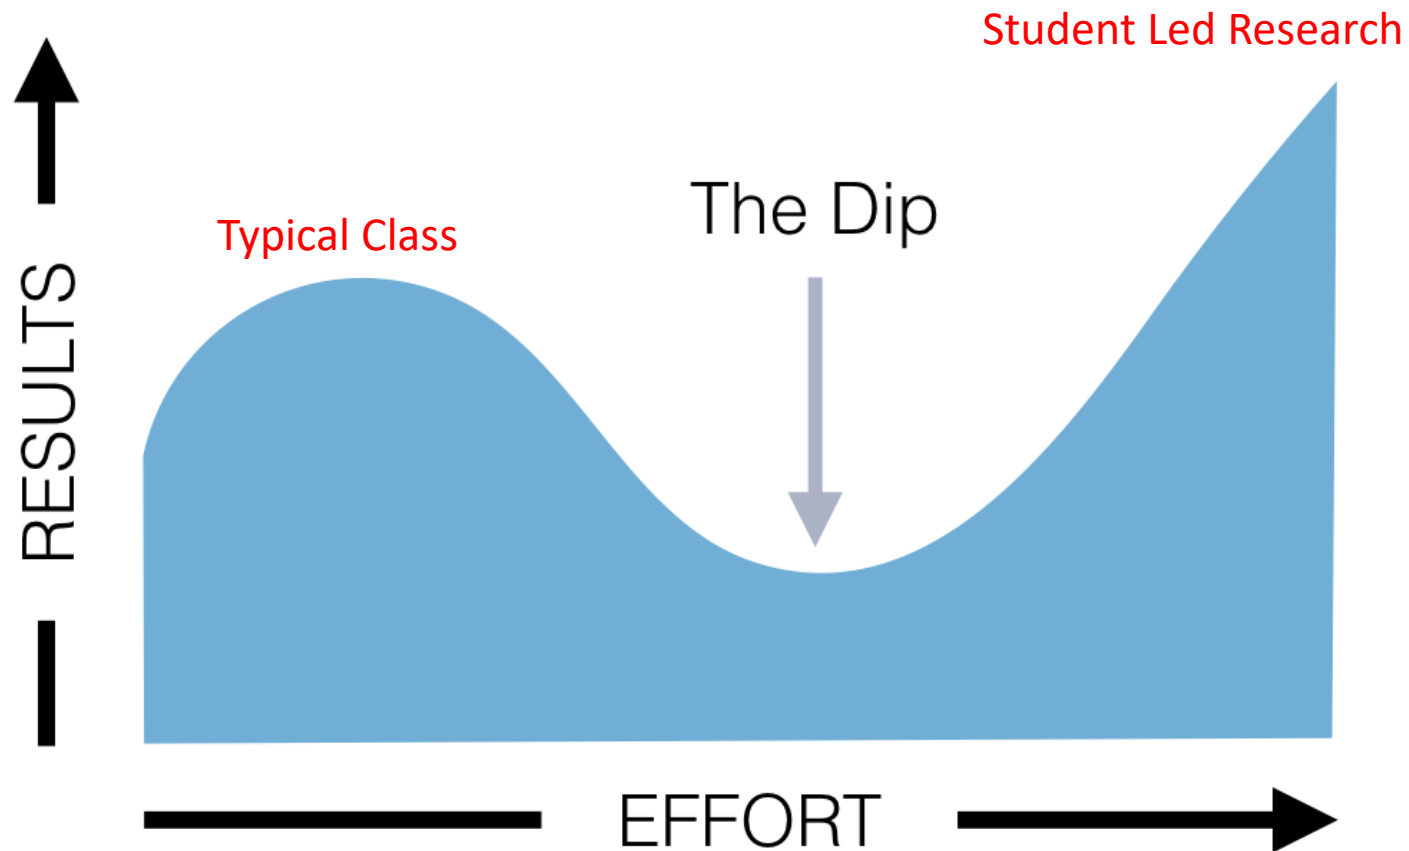 Student Led Research
The Dip
Typical Class
RESULTS
EFFORT